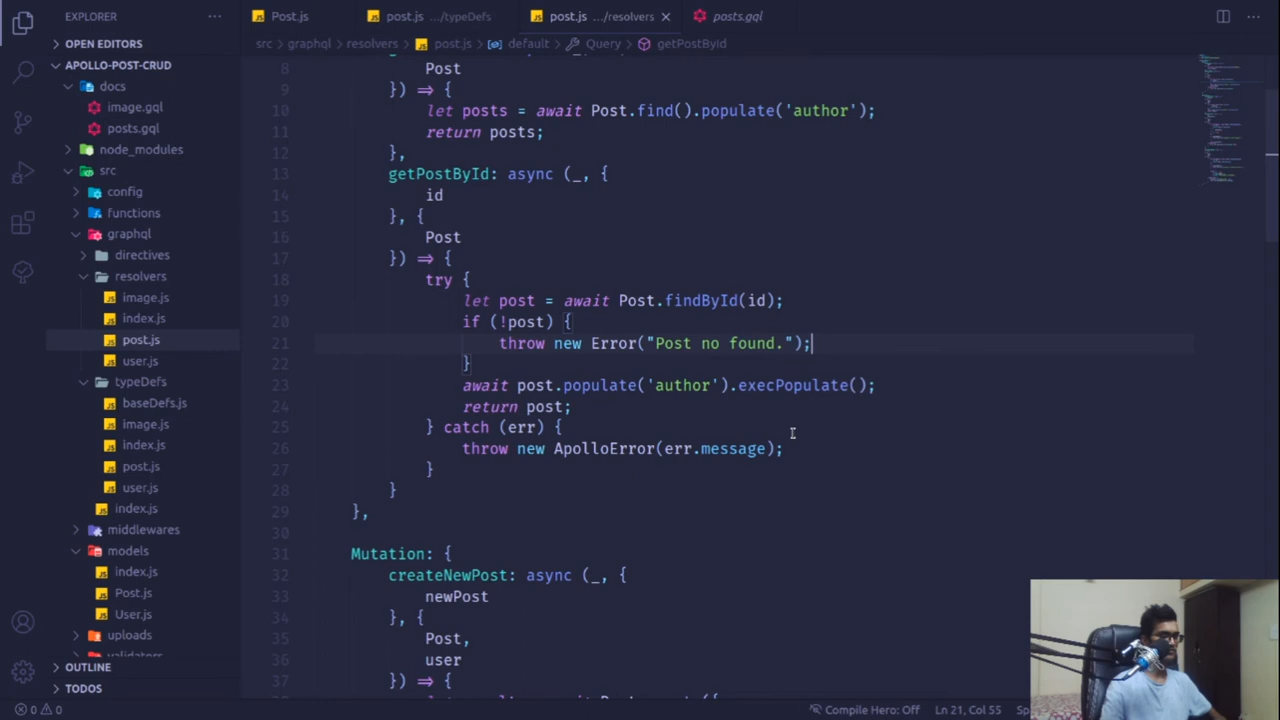 EXPLORER
Post.js
post.js .../typeDefs
post.js .../resolvers
posts.gql
OPEN EDITORS
src > graphql > resolvers > post.js > default > Query > getPostById
APOLLO-POST-CRUD
docs
image.gql
posts.gql
node_modules
src
config
functions
graphql
directives
resolvers
image.js
index.js
post.js
user.js
typeDefs
baseDefs.js
image.js
index.js
post.js
user.js
index.js
middlewares
models
index.js
Post.js
User.js
uploads
validators
OUTLINE
TODOS
8 Post
9 }) => {
10 let posts = await Post.find().populate('author');
11 return posts;
12 },
13 getPostById: async (_, {
14 id
15 }, {
16 Post
17 }) => {
18 try {
19 let post = await Post.findById(id);
20 if (!post) {
21 throw new Error("Post no found.");
22 }
23 await post.populate('author').execPopulate();
24 return post;
25 } catch (err) {
26 throw new ApolloError(err.message);
27 }
28 }
29 },
30
31 Mutation: {
32 createNewPost: async (_, {
33 newPost
34 }, {
35 Post,
36 user
37 }) => {
0 0
Compile Hero: Off
Ln 21, Col 55